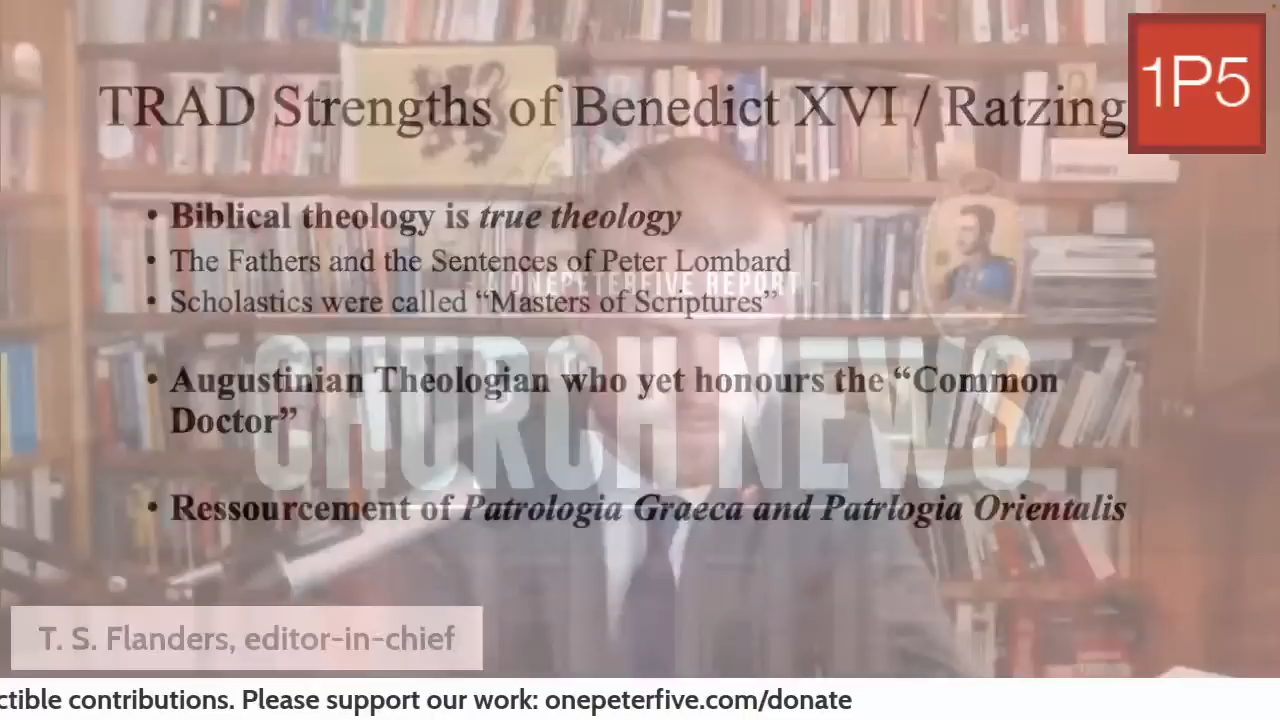 1P5
TRAD Strengths of Benedict XVI / Ratzing
• Biblical theology is true theology
• The Fathers and the Sentences of Peter Lombard
ONEPETERFIVE REPORT
• Scholastics were called “Masters of Scriptures”
CHURCH NEWS
• Augustinian Theologian who yet honours the “Common
Doctor”
• Ressourcement of Patrologia Graeca and Patrlogia Orientalis
T. S. Flanders, editor-in-chief
ctible contributions. Please support our work: onepeterfive.com/donate